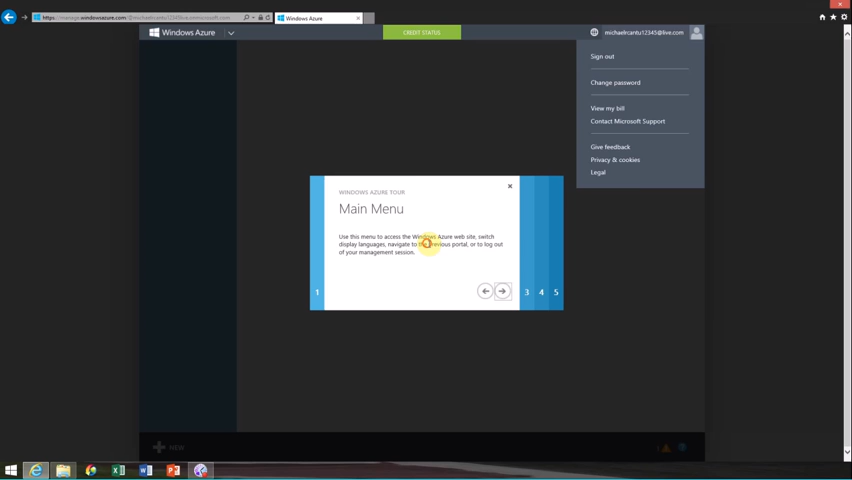 https://manage.windowsazure.com
Windows Azure
Windows Azure
CREDIT STATUS
michaelrcantu12345@live.com
Sign out
Change password
View my bill
Contact Microsoft Support
Give feedback
Privacy & cookies
Legal
WINDOWS AZURE TOUR
Main Menu
Use this menu to access the Windows Azure web site, switch
display languages, navigate to the previous portal, or to log out
of your management session.
1
3
4
5
NEW